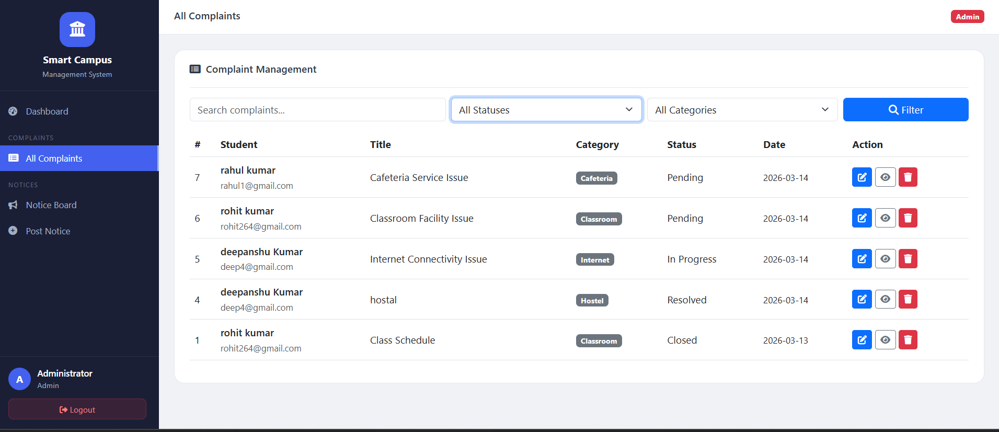 Smart Campus
Management System
Dashboard
COMPLAINTS
All Complaints
NOTICES
Notice Board
Post Notice
A
Administrator
Admin
Logout
All Complaints
Admin
Complaint Management
Search complaints...
All Statuses
All Categories
Filter
# Student Title Category Status Date Action
7 rahul kumar Cafeteria Service Issue Cafeteria Pending 2026-03-14
rahul1@gmail.com
6 rohit kumar Classroom Facility Issue Classroom Pending 2026-03-14
rohit264@gmail.com
5 deepanshu Kumar Internet Connectivity Issue Internet In Progress 2026-03-14
deep4@gmail.com
4 deepanshu Kumar hostal Hostel Resolved 2026-03-14
deep4@gmail.com
1 rohit kumar Class Schedule Classroom Closed 2026-03-13
rohit264@gmail.com